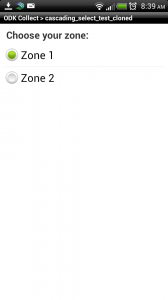 8:39 AM
ODK Collect > cascading_select_test_cloned
Choose your zone:
Zone 1
Zone 2